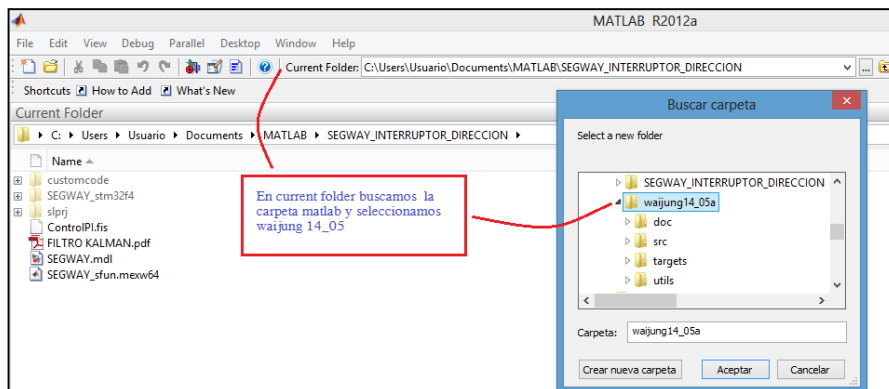 MATLAB R2012a
File Edit View Debug Parallel Desktop Window Help
Current Folder: C:\Users\Usuario\Documents\MATLAB\SEGWAY_INTERRUPTOR_DIRECCION
Shortcuts How to Add What's New
Current Folder
C: Users Usuario Documents MATLAB SEGWAY_INTERRUPTOR_DIRECCION
Name
customcode
SEGWAY_stm32f4
slprj
ControlPI.fis
FILTRO KALMAN.pdf
SEGWAY.mdl
SEGWAY_sfun.mexw64
En current folder buscamos la
carpeta matlab y seleccionamos
waijung 14_05
Buscar carpeta
Select a new folder
SEGWAY_INTERRUPTOR_DIRECCION
waijung14_05a
doc
src
targets
utils
Carpeta: waijung14_05a
Crear nueva carpeta Aceptar Cancelar